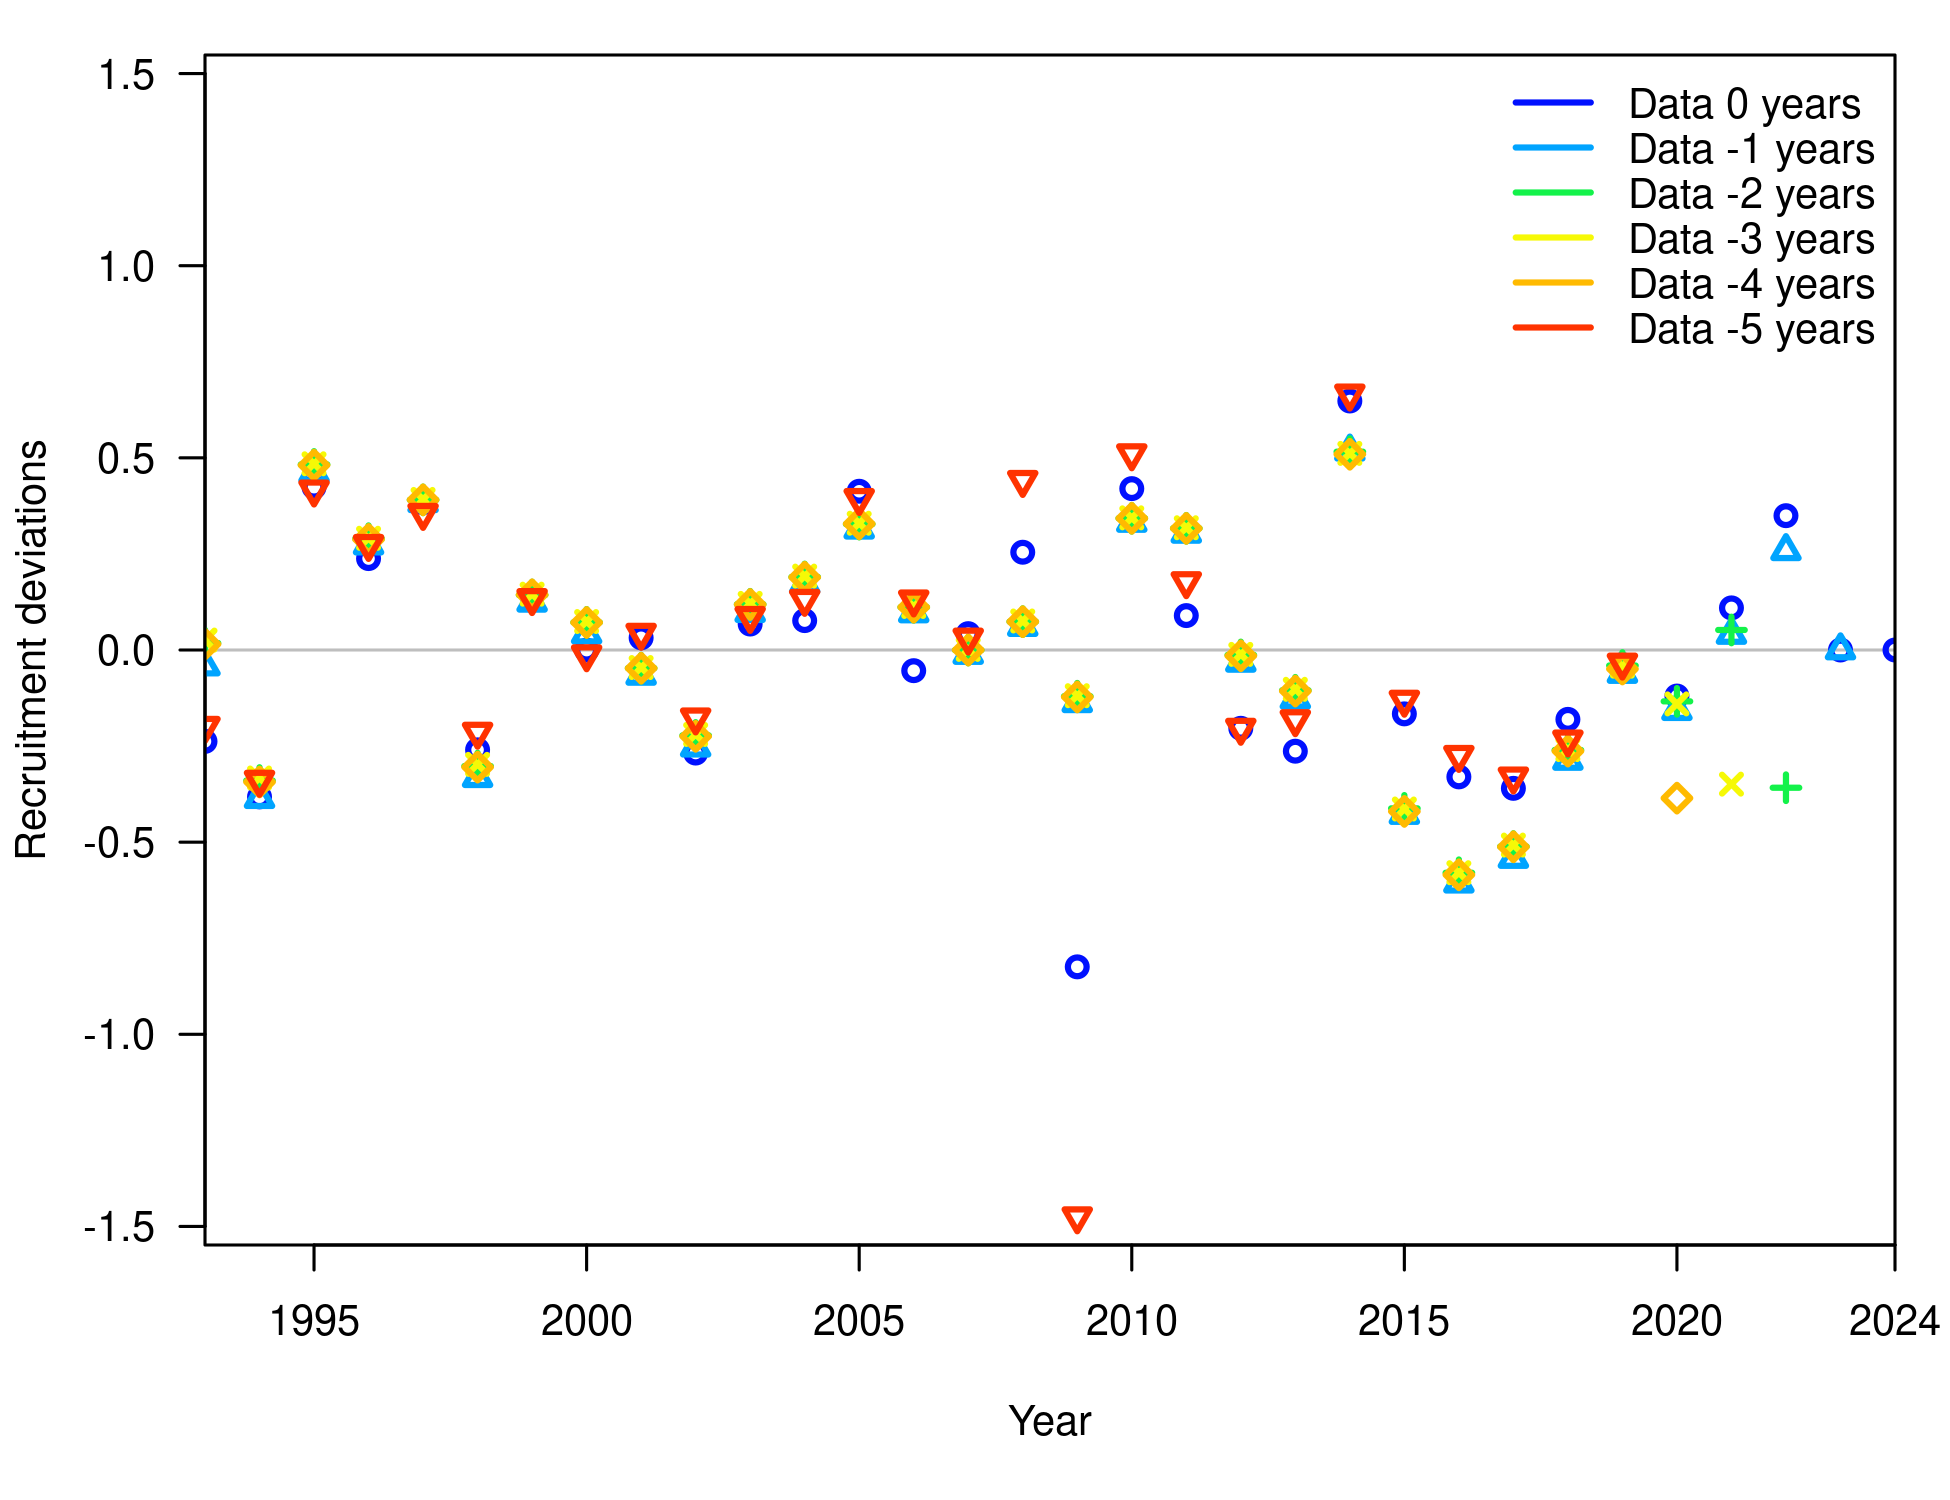 1.5
1.0
0.5
0.0
-0.5
-1.0
-1.5
Recruitment deviations
Data 0 years
Data -1 years
Data -2 years
Data -3 years
Data -4 years
Data -5 years
1995 2000 2005 2010 2015 2020 2024
Year